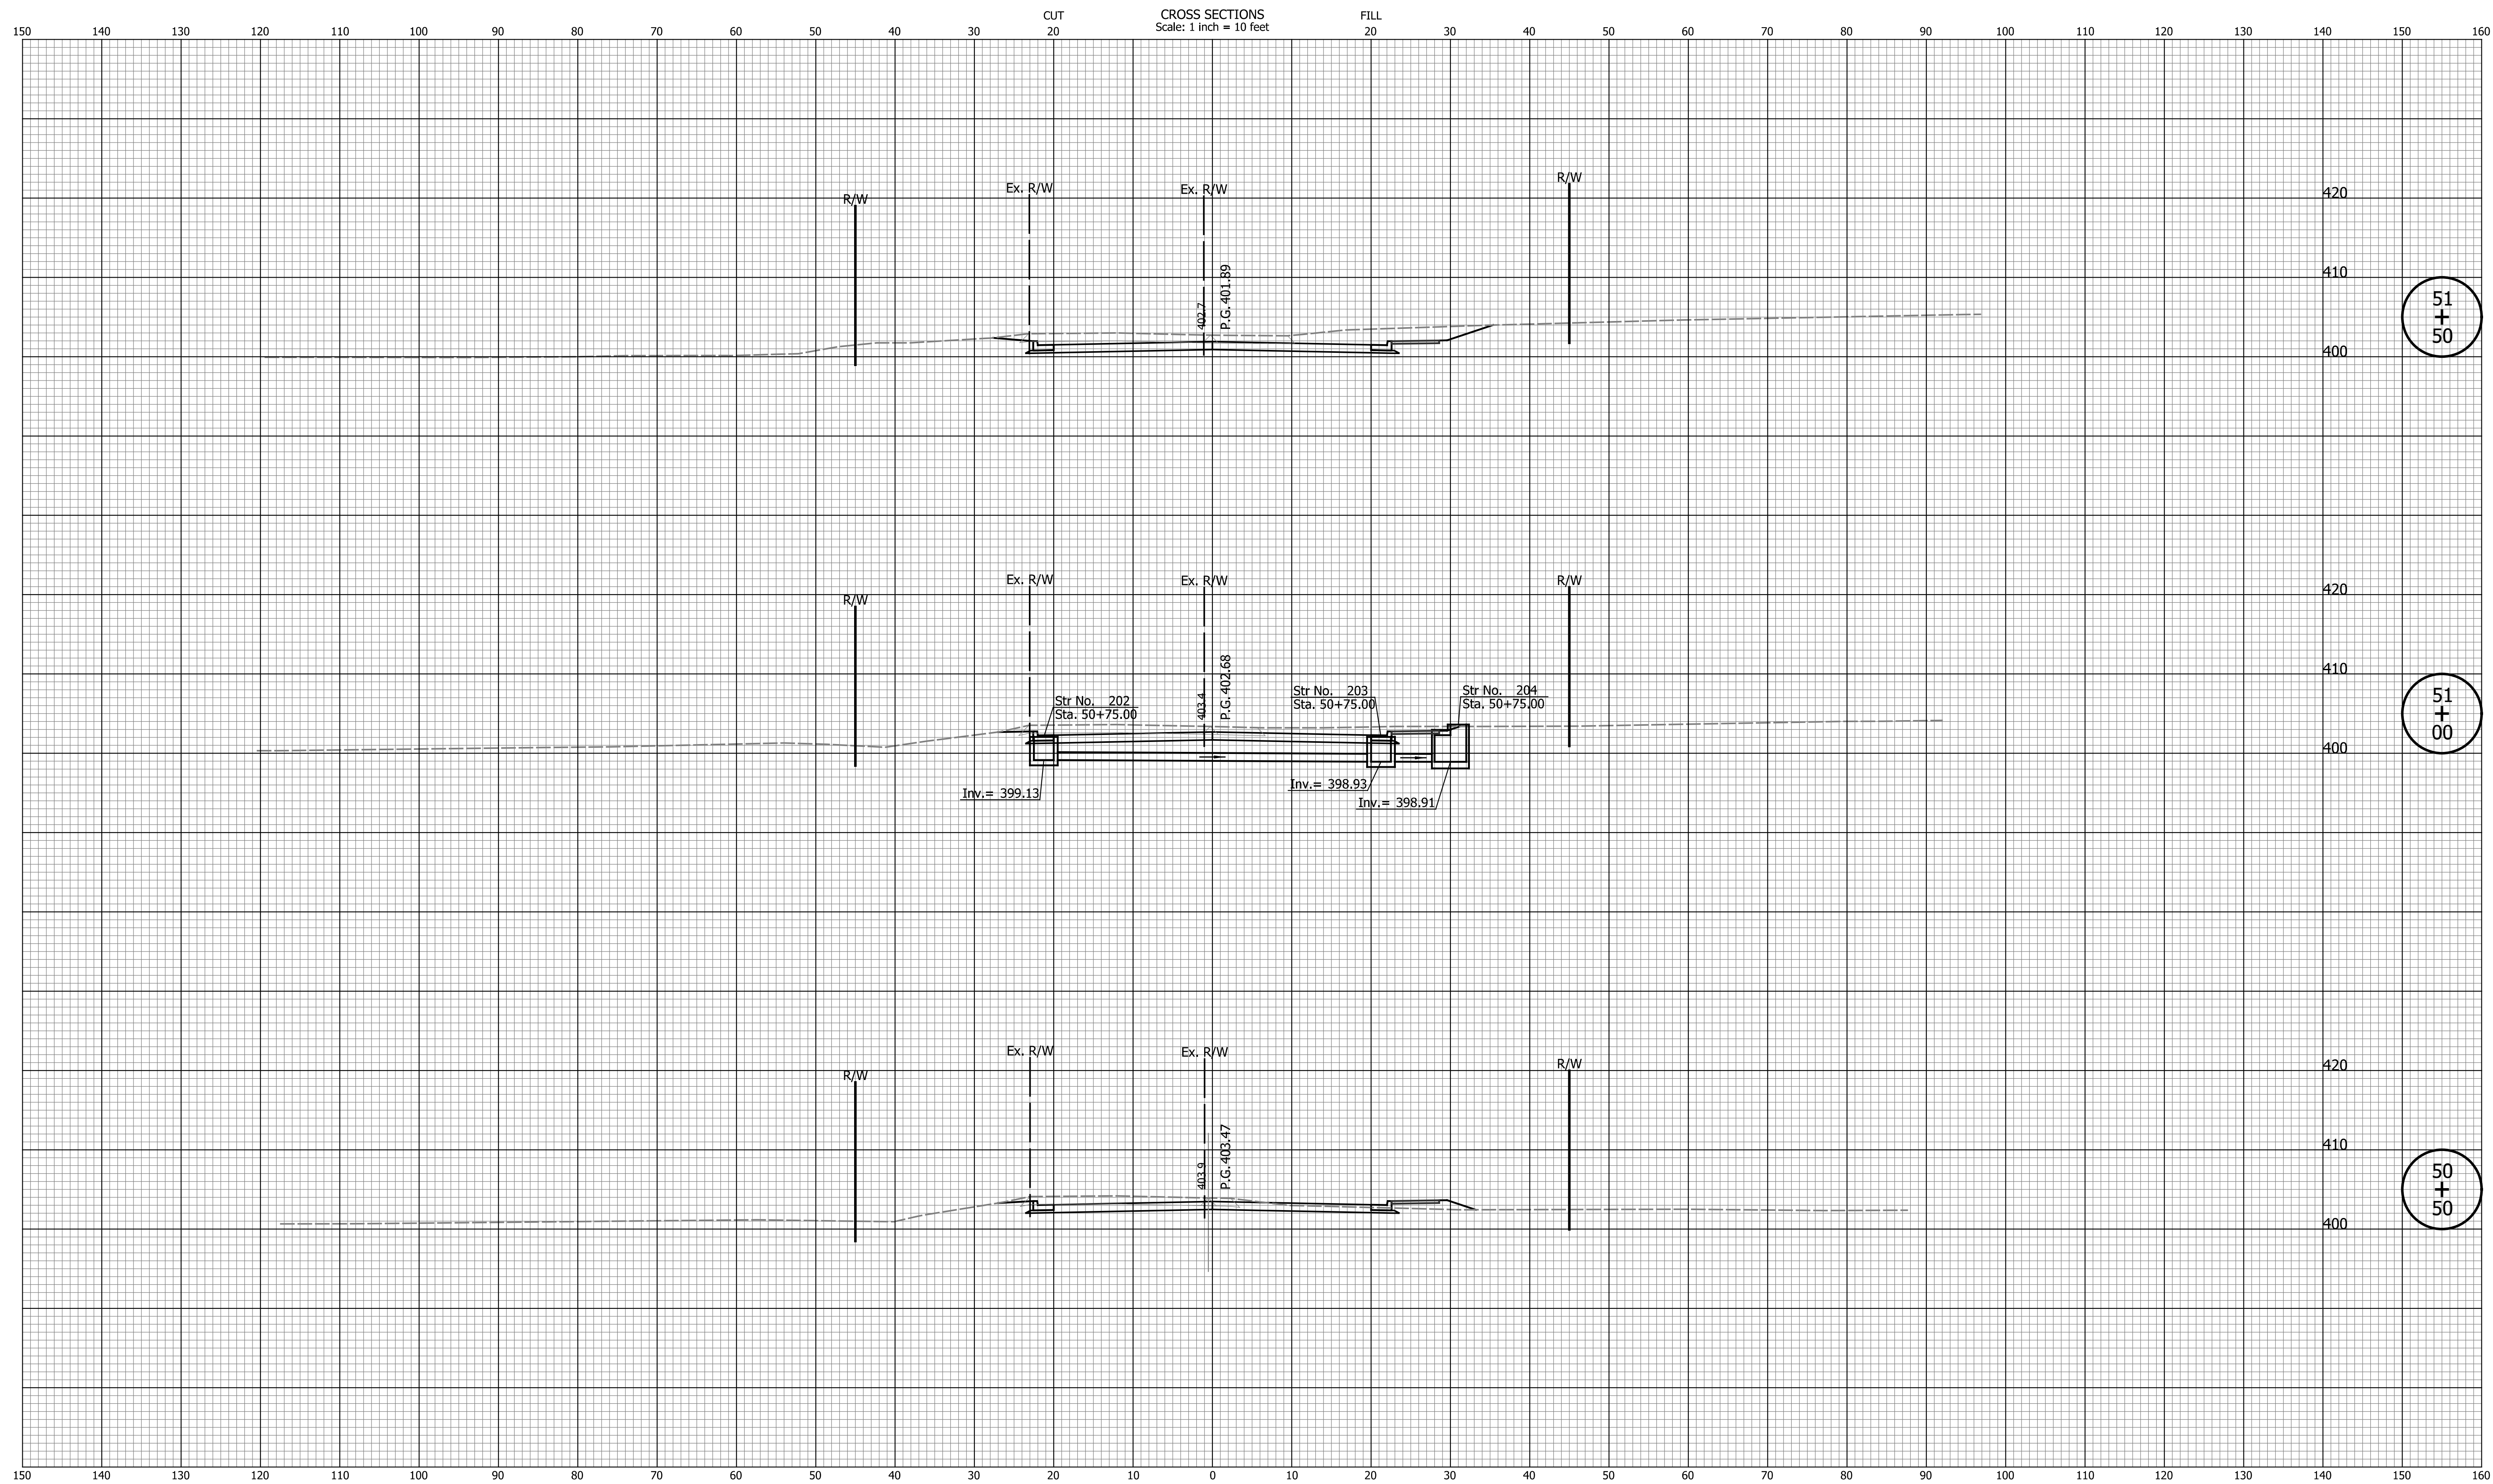 CUT CROSS SECTIONS FILL
Scale: 1 inch = 10 feet
150 140 130 120 110 100 90 80 70 60 50 40 30 20 20 30 40 50 60 70 80 90 100 110 120 130 140 150 160
R/W
Ex. R/W
Ex. R/W
R/W
420
410
400
402.7
P.G. 401.89
51
+
50
R/W
Ex. R/W
Ex. R/W
R/W
420
410
400
403.4
P.G. 402.68
Str No. 202
Sta. 50+75.00
Str No. 203
Sta. 50+75.00
Str No. 204
Sta. 50+75.00
Inv.= 399.13
Inv.= 398.93
Inv.= 398.91
51
+
00
R/W
Ex. R/W
Ex. R/W
R/W
420
410
400
403.9
P.G. 403.47
50
+
50
150 140 130 120 110 100 90 80 70 60 50 40 30 20 10 0 10 20 30 40 50 60 70 80 90 100 110 120 130 140 150 160